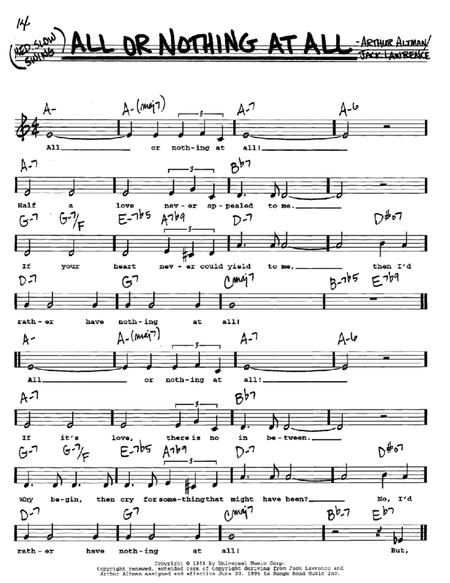 14
(MED. SLOW SWING)
ALL OR NOTHING AT ALL
-ARTHUR ALTMAN/
JACK LAWRENCE
A- A-(maj7) A-7 A-6
3
All or noth-ing at all!
A-7 Bb7
3
Half a love nev-er ap-pealed to me.
G-7 G-7/F E-7b5 A7b9 D-7 D#o7
3
If your heart nev-er could yield to me, then I'd
D-7 G7 Cmaj7 B-7b5 E7b9
rath-er have noth-ing at all!
A- A-(maj7) A-7 A-6
3
All or noth-ing at all!
A-7 Bb7
3
If it's love, there is no in be-tween.
G-7 G-7/F E-7b5 A7b9 D-7 D#o7
3
Why be-gin, then cry for some-thing that might have been? No, I'd
D-7 G7 Cmaj7 Bb-7 Eb7
rath-er have noth-ing at all! But,
Copyright © 1939 by Universal Music Corp.
Copyright renewed, extended term of Copyright deriving from Jack Lawrence and
Arthur Altman assigned and effective June 20, 1995 to Range Road Music Inc.